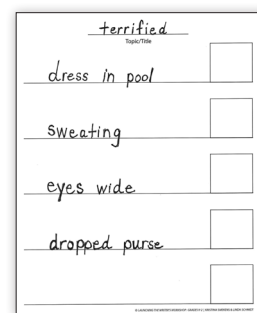 terrified
Topic/Title
dress in pool
sweating
eyes wide
dropped purse